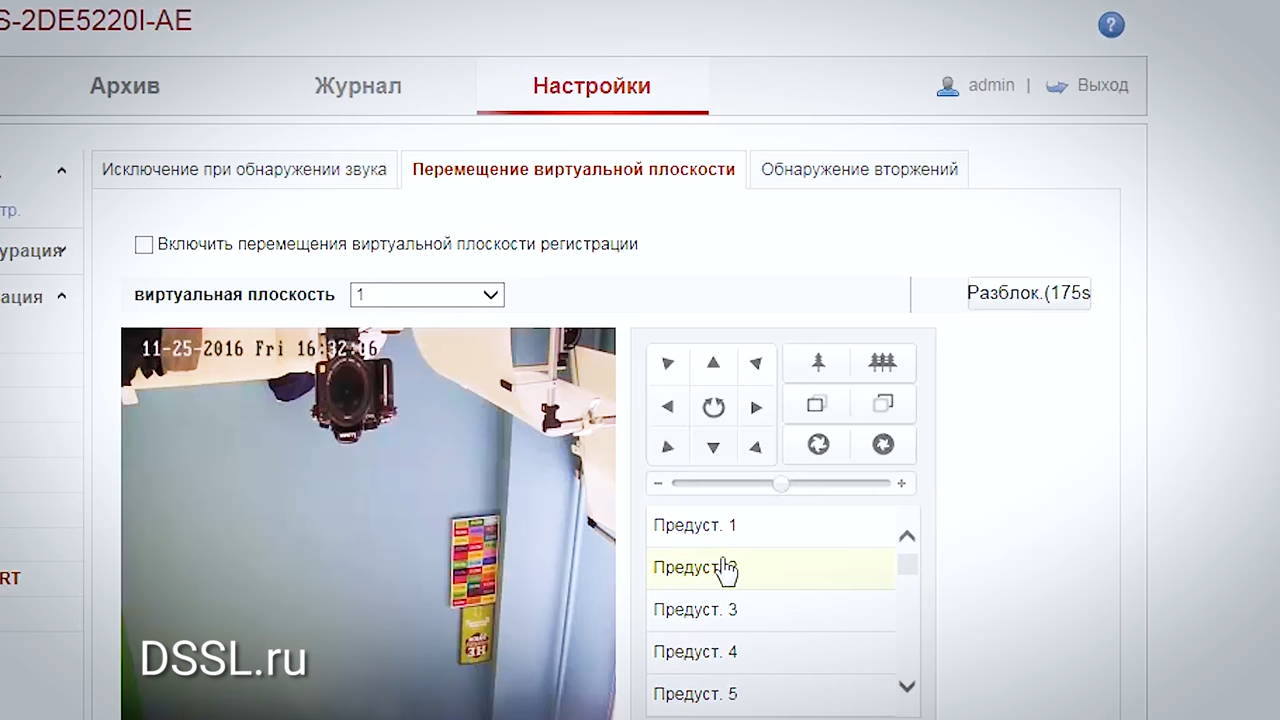 S-2DE5220I-AE
?
Архив
Журнал
Настройки
admin |
Выход
Исключение при обнаружении звука
Перемещение виртуальной плоскости
Обнаружение вторжений
тр.
урация
Включить перемещения виртуальной плоскости регистрации
ация
виртуальная плоскость
1
Разблок.(175s
11-25-2016 Fri 16:32:16
Предуст. 1
Предуст.
RT
Предуст. 3
Предуст. 4
Предуст. 5
НЕ
DSSL.ru